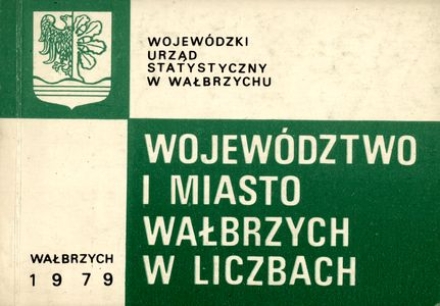 WOJEWÓDZKI
URZĄD
STATYSTYCZNY
W WAŁBRZYCHU
WOJEWÓDZTWO
I MIASTO
WAŁBRZYCH
W LICZBACH
WAŁBRZYCH
1979